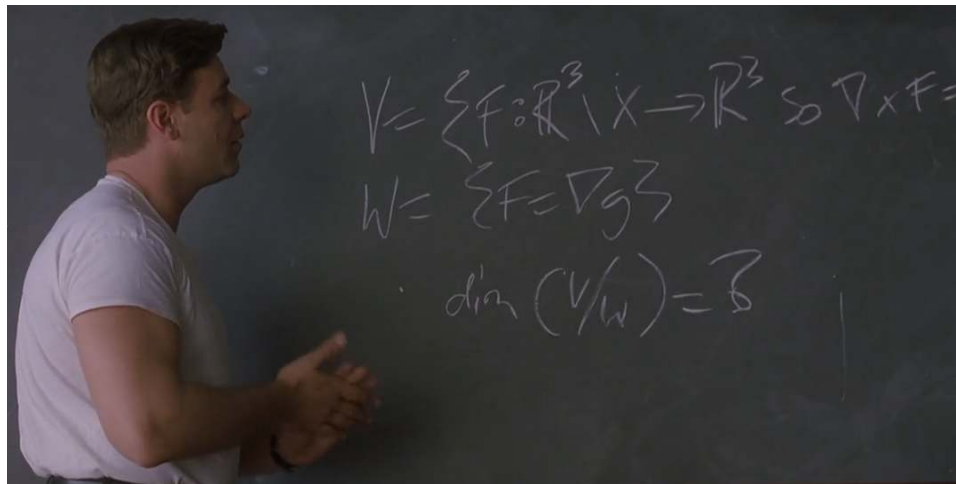 V= {F:ℝ³\X→ℝ³ so ∇×F=
W= {F=∇g}
dim (V/W)=8